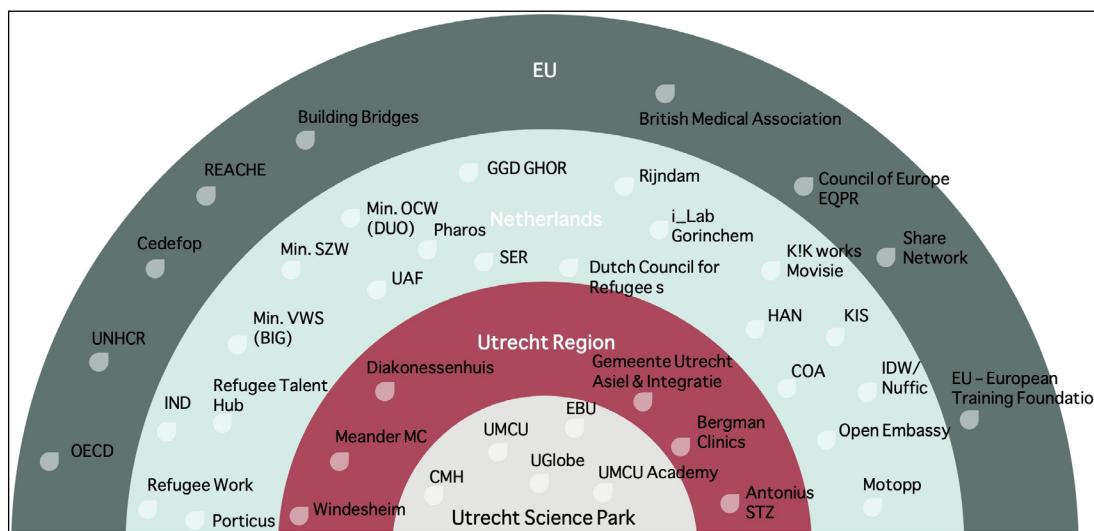 EU
Building Bridges
British Medical Association
REACHE
GGD GHOR
Rijndam
Council of Europe
EQPR
Min. OCW
(DUO)
Netherlands
i_Lab
Gorinchem
Pharos
Cedefop
Min. SZW
SER
UAF
Dutch Council for
Refugee s
K!K works
Movisie
Share
Network
Min. VWS
(BIG)
HAN
KIS
UNHCR
Utrecht Region
Diakonessenhuis
Gemeente Utrecht
Asiel & Integratie
COA
IDW/
Nuffic
EU – European
Training Foundatio
IND
Refugee Talent
Hub
EBU
UMCU
Bergman
Clinics
Open Embassy
Meander MC
OECD
UGlobe
CMH
UMCU Academy
Refugee Work
Porticus
Windesheim
Antonius
STZ
Motopp
Utrecht Science Park